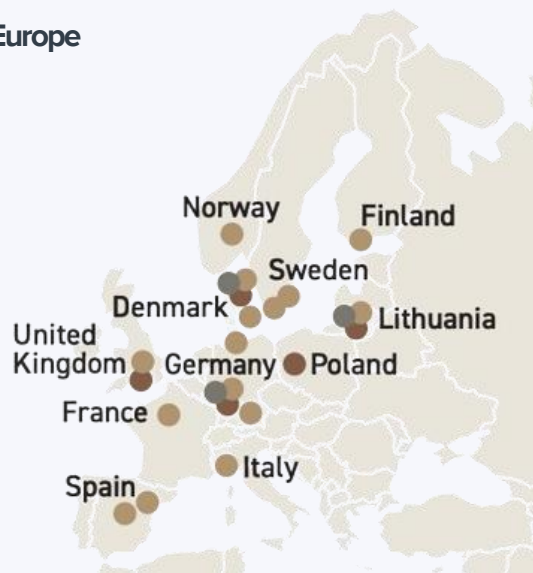 Europe
Norway
Finland
Sweden
Denmark
Lithuania
United
Kingdom
Germany
Poland
France
Italy
Spain